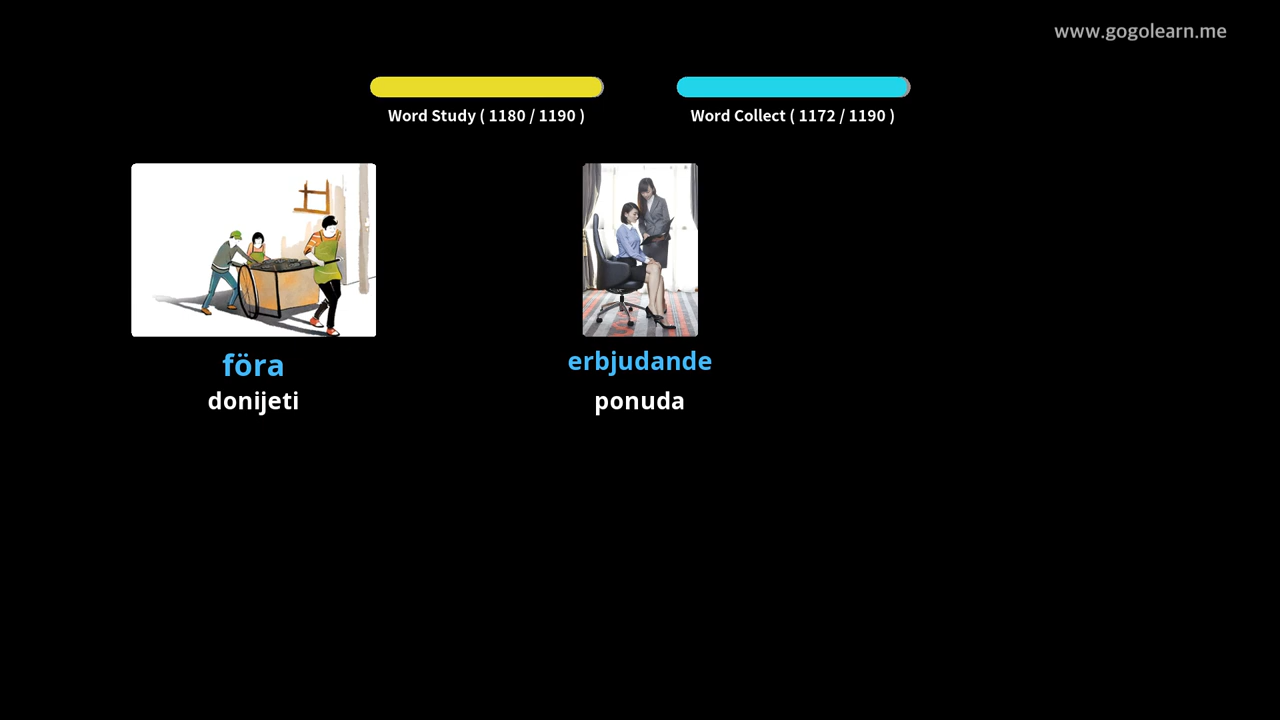 www.gogolearn.me
Word Study ( 1180 / 1190 )
Word Collect ( 1172 / 1190 )
föra
donijeti
erbjudande
ponuda